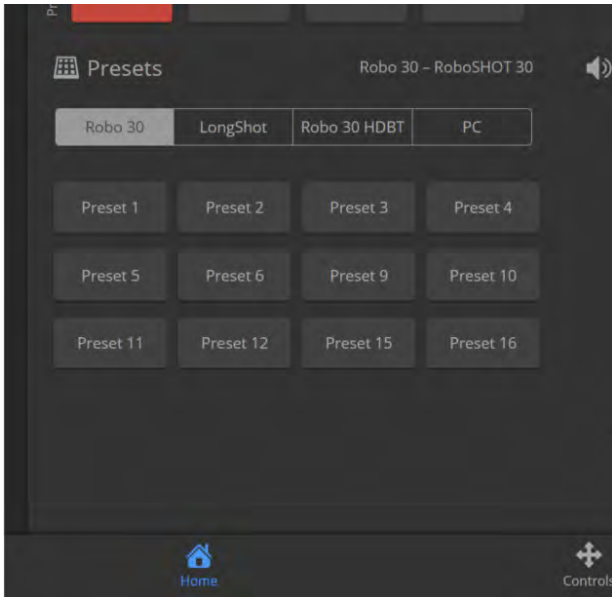 Pr
Presets
Robo 30 – RoboSHOT 30
Robo 30 LongShot Robo 30 HDBT PC
Preset 1 Preset 2 Preset 3 Preset 4
Preset 5 Preset 6 Preset 9 Preset 10
Preset 11 Preset 12 Preset 15 Preset 16
Home
Controls